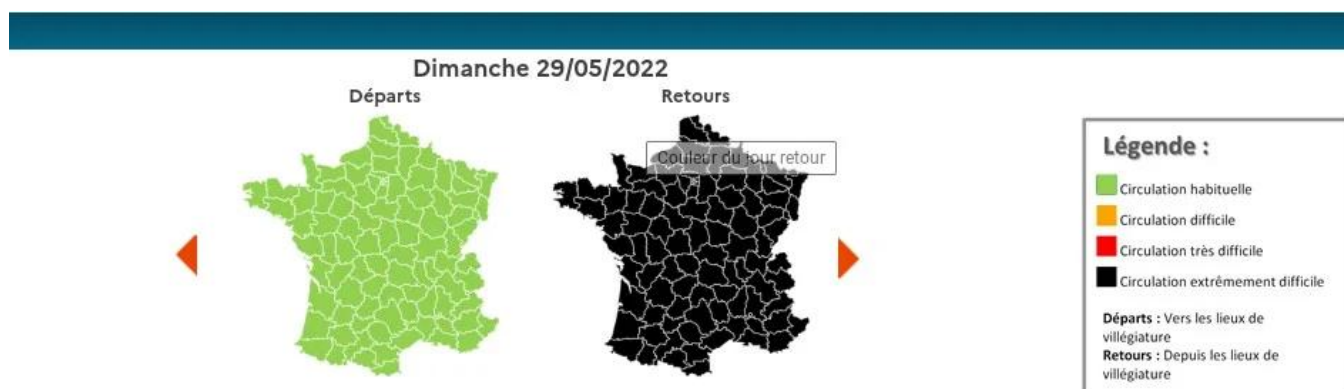 Dimanche 29/05/2022
Départs
Retours
Couleur du jour retour
Légende :
Circulation habituelle
Circulation difficile
Circulation très difficile
Circulation extrêmement difficile
Départs : Vers les lieux de
villégiature
Retours : Depuis les lieux de
villégiature